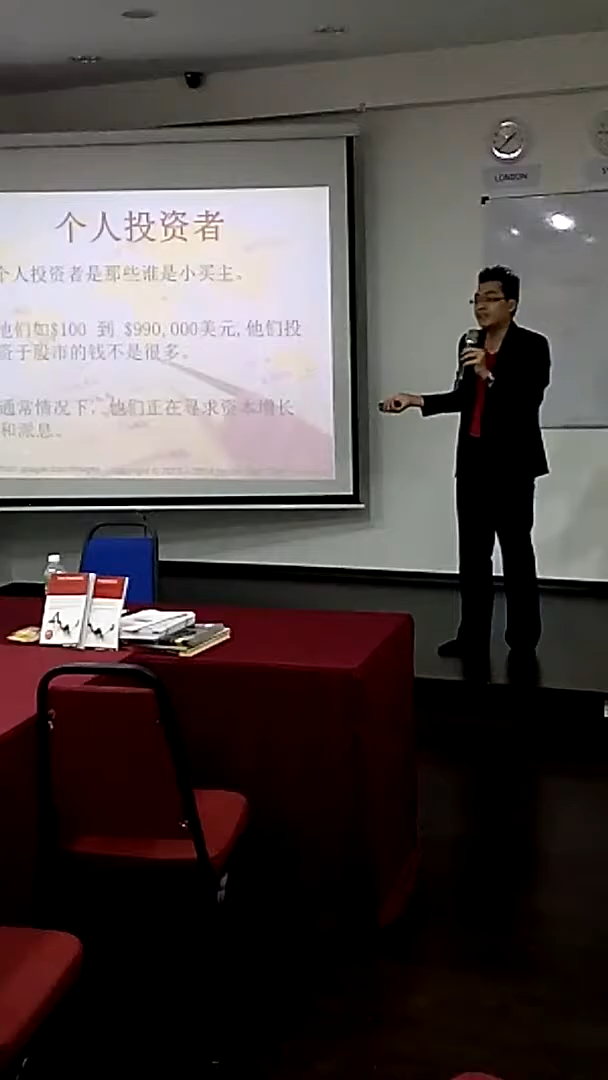 个人投资者
个人投资者是那些谁是小买主。
他们如$100 到 $990,000美元,他们投
资于股市的钱不是很多。
通常情况下，他们正在寻求资本增长
和派息。
LONDON